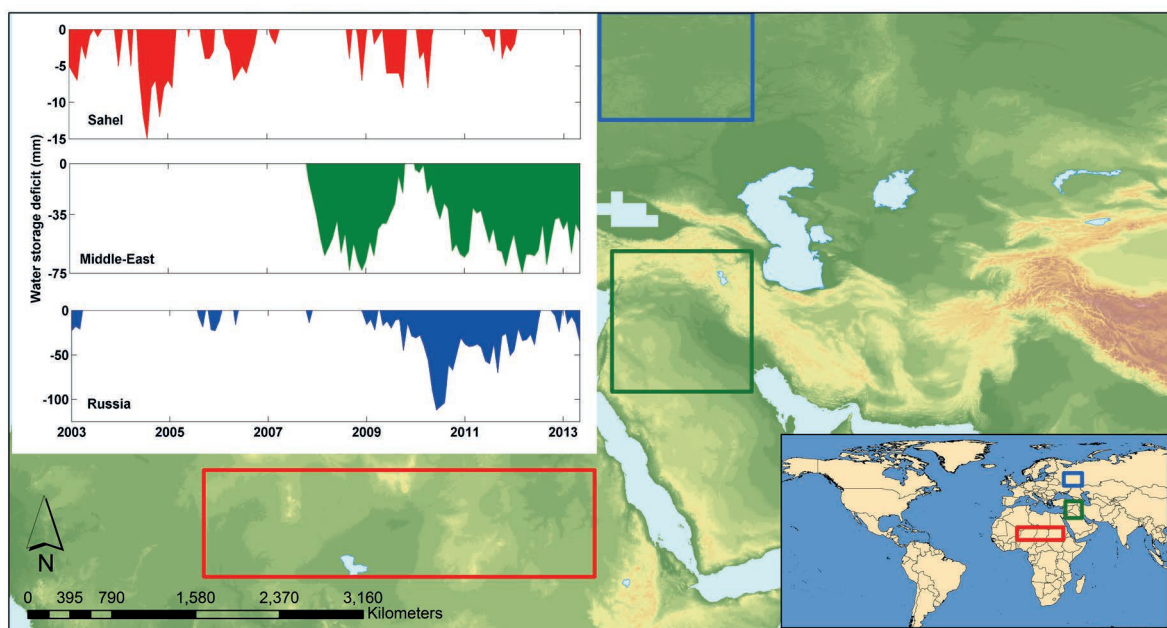 0
-5
-10
-15
Sahel
2003 2005 2007 2009 2011 2013
Water storage deficit (mm)
0
-35
-75
Middle-East
0
-50
-100
Russia
N
0 395 790 1,580 2,370 3,160
Kilometers